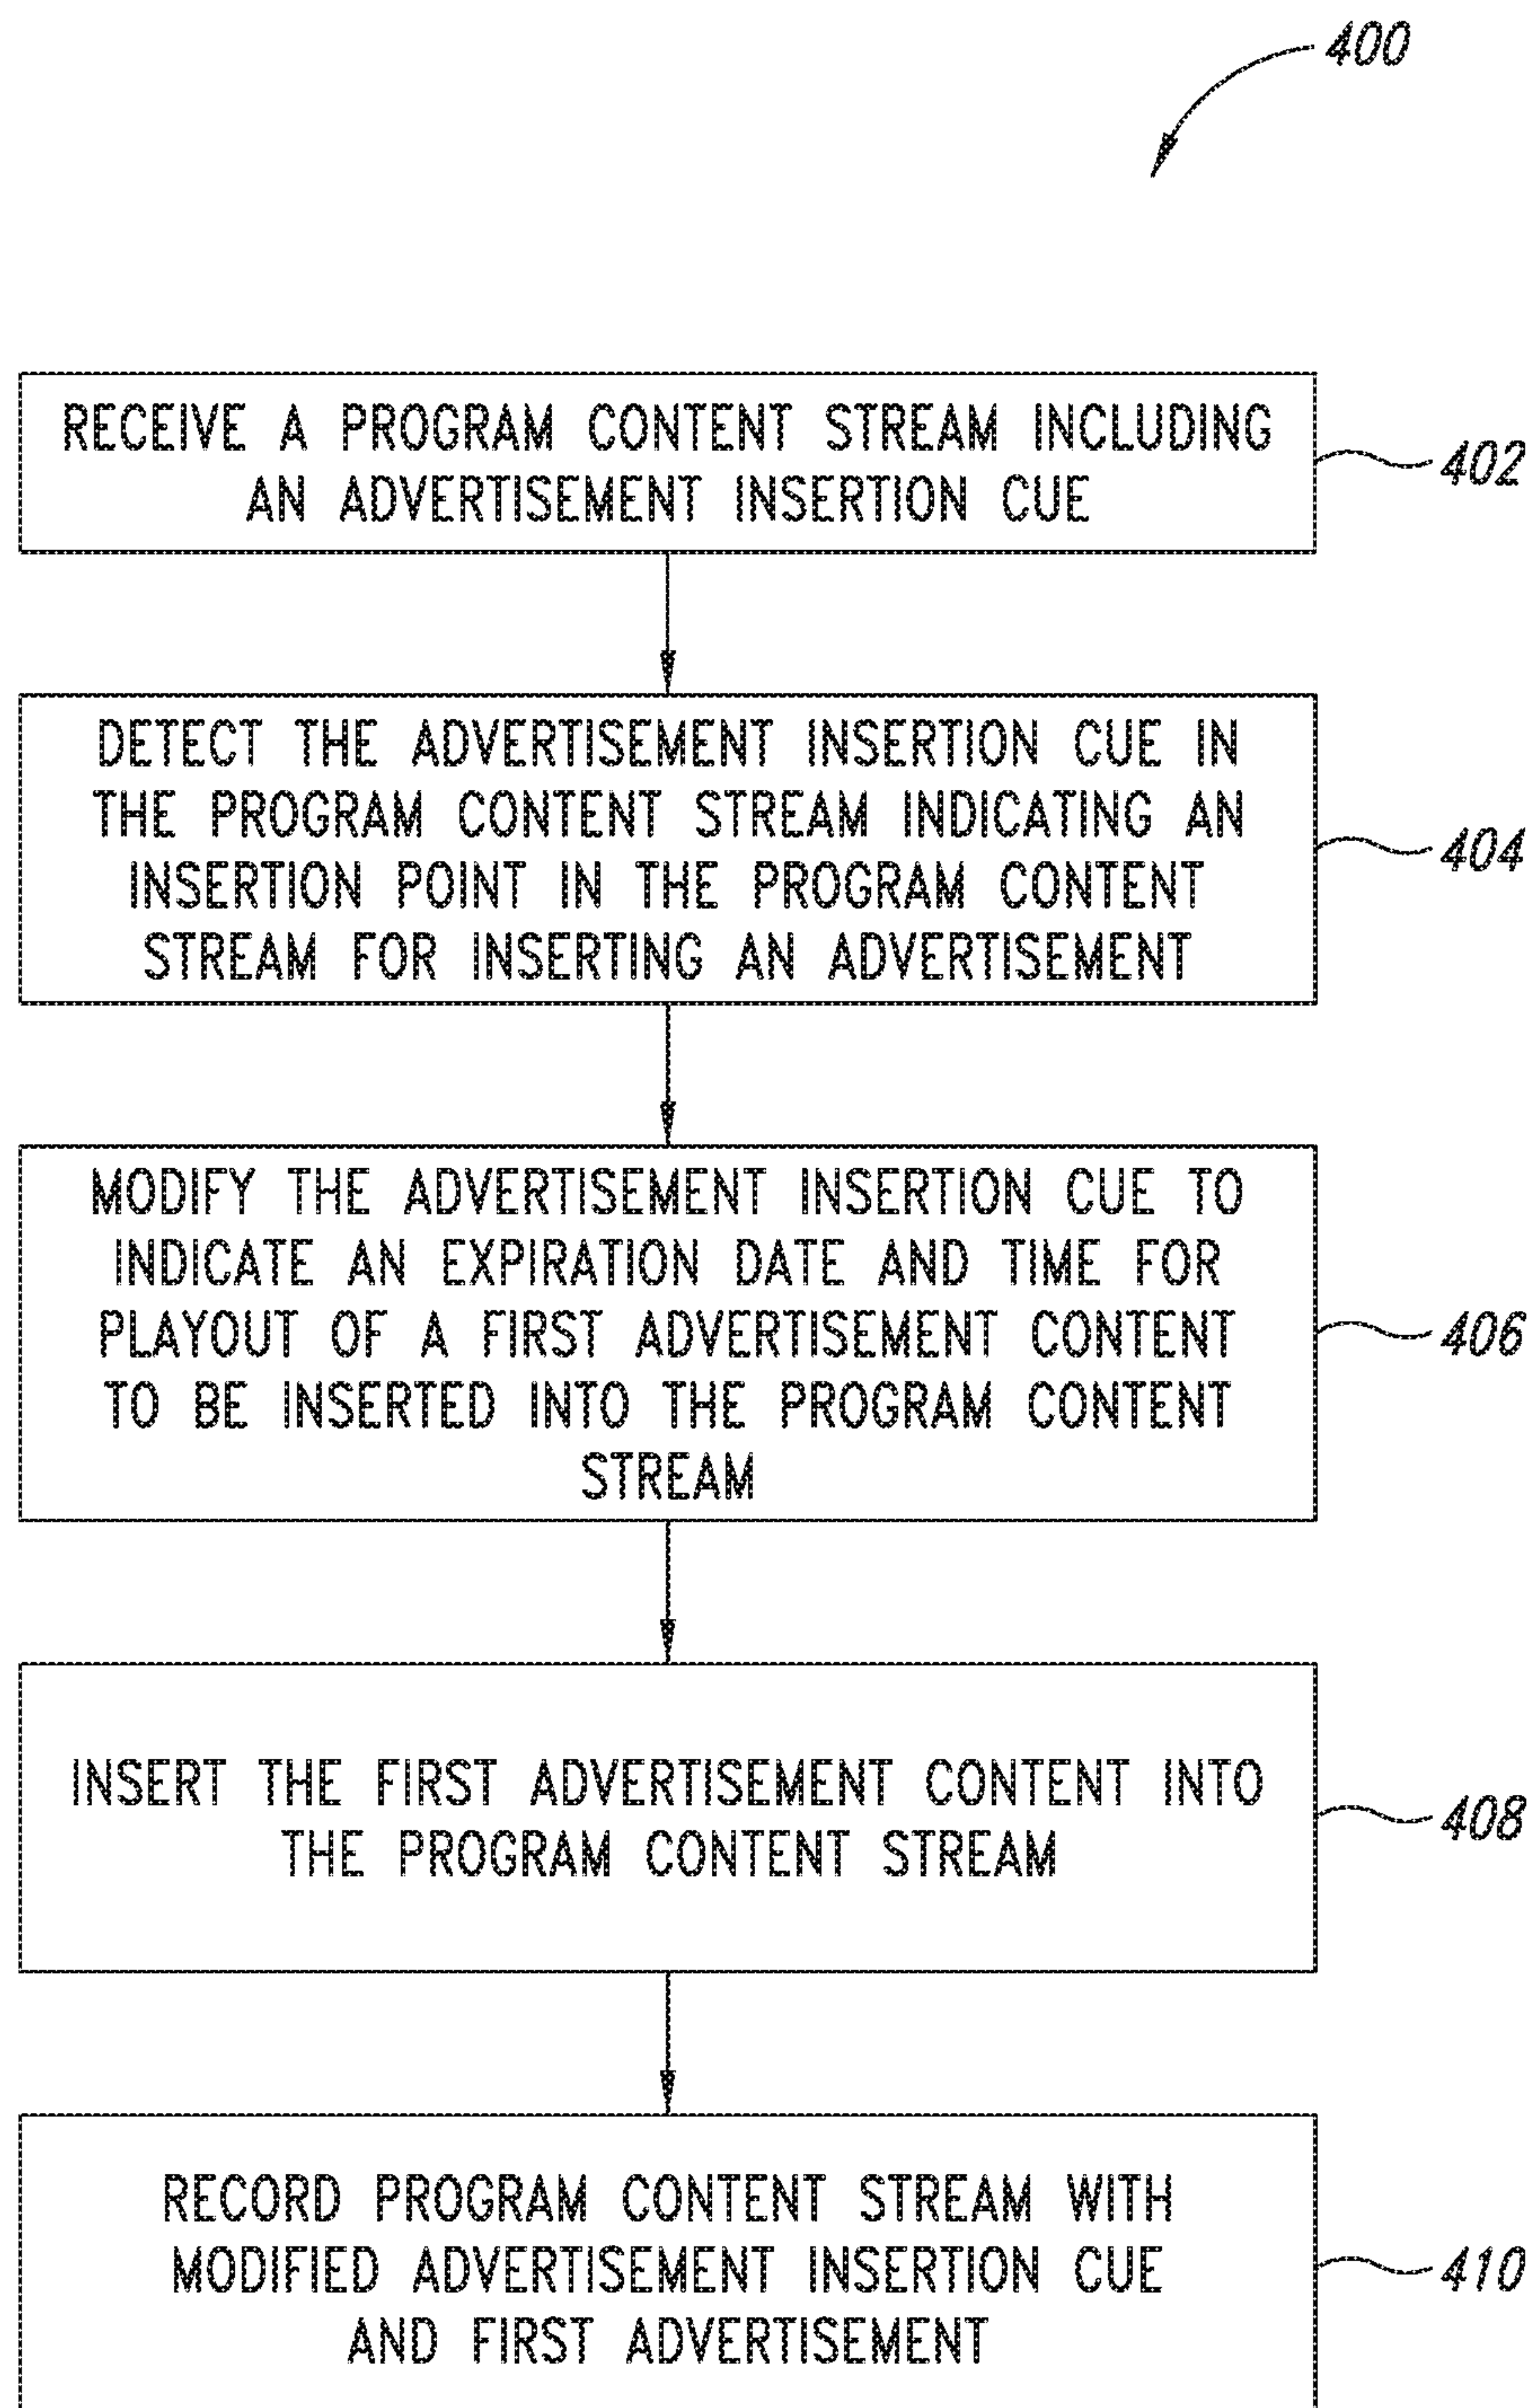 400
RECEIVE A PROGRAM CONTENT STREAM INCLUDING
AN ADVERTISEMENT INSERTION CUE
402
DETECT THE ADVERTISEMENT INSERTION CUE IN
THE PROGRAM CONTENT STREAM INDICATING AN
INSERTION POINT IN THE PROGRAM CONTENT
STREAM FOR INSERTING AN ADVERTISEMENT
404
MODIFY THE ADVERTISEMENT INSERTION CUE TO
INDICATE AN EXPIRATION DATE AND TIME FOR
PLAYOUT OF A FIRST ADVERTISEMENT CONTENT
TO BE INSERTED INTO THE PROGRAM CONTENT
STREAM
406
INSERT THE FIRST ADVERTISEMENT CONTENT INTO
THE PROGRAM CONTENT STREAM
408
RECORD PROGRAM CONTENT STREAM WITH
MODIFIED ADVERTISEMENT INSERTION CUE
AND FIRST ADVERTISEMENT
410